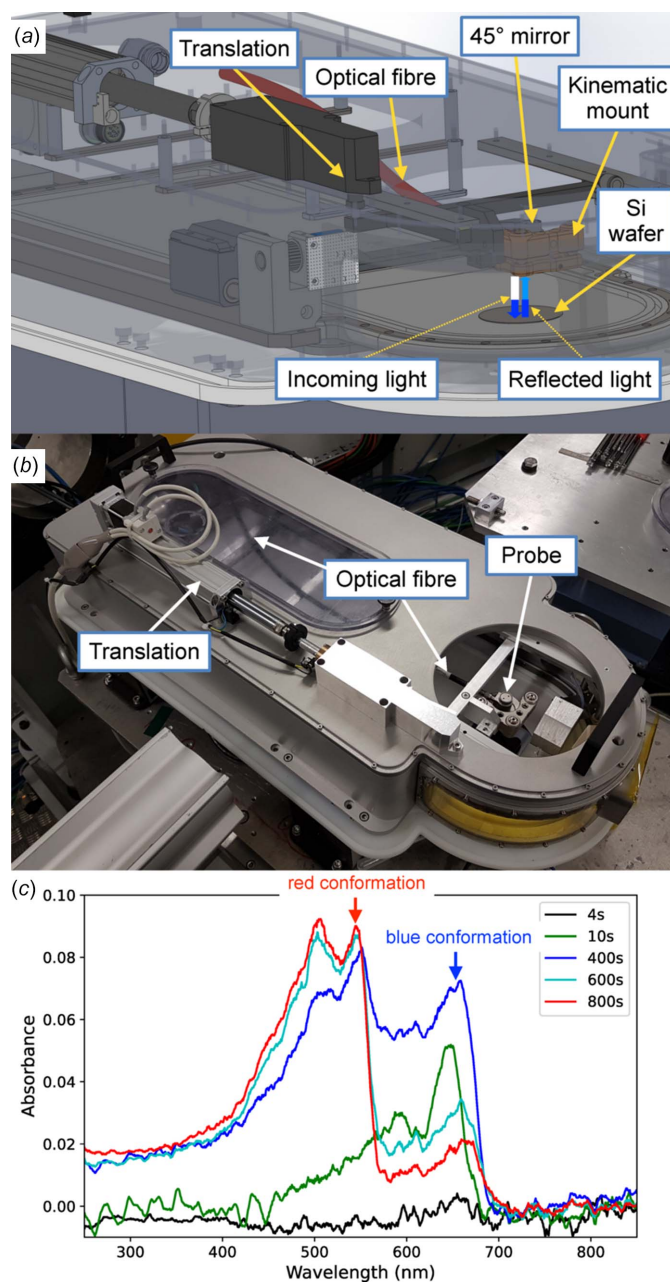 (a)
Translation
Optical fibre
45° mirror
Kinematic
mount
Si
wafer
Incoming light
Reflected light
(b)
Optical fibre
Probe
Translation
(c)
red conformation
blue conformation
4s
10s
400s
600s
800s
Absorbance
0.10
0.08
0.06
0.04
0.02
0.00
300
400
500
600
700
800
Wavelength (nm)